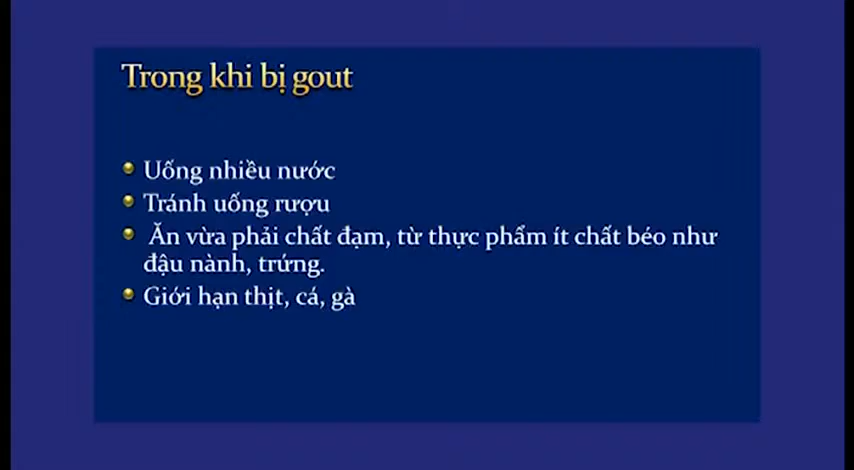 Trong khi bị gout
Uống nhiều nước
Tránh uống rượu
Ăn vừa phải chất đạm, từ thực phẩm ít chất béo như
đậu nành, trứng.
Giới hạn thịt, cá, gà